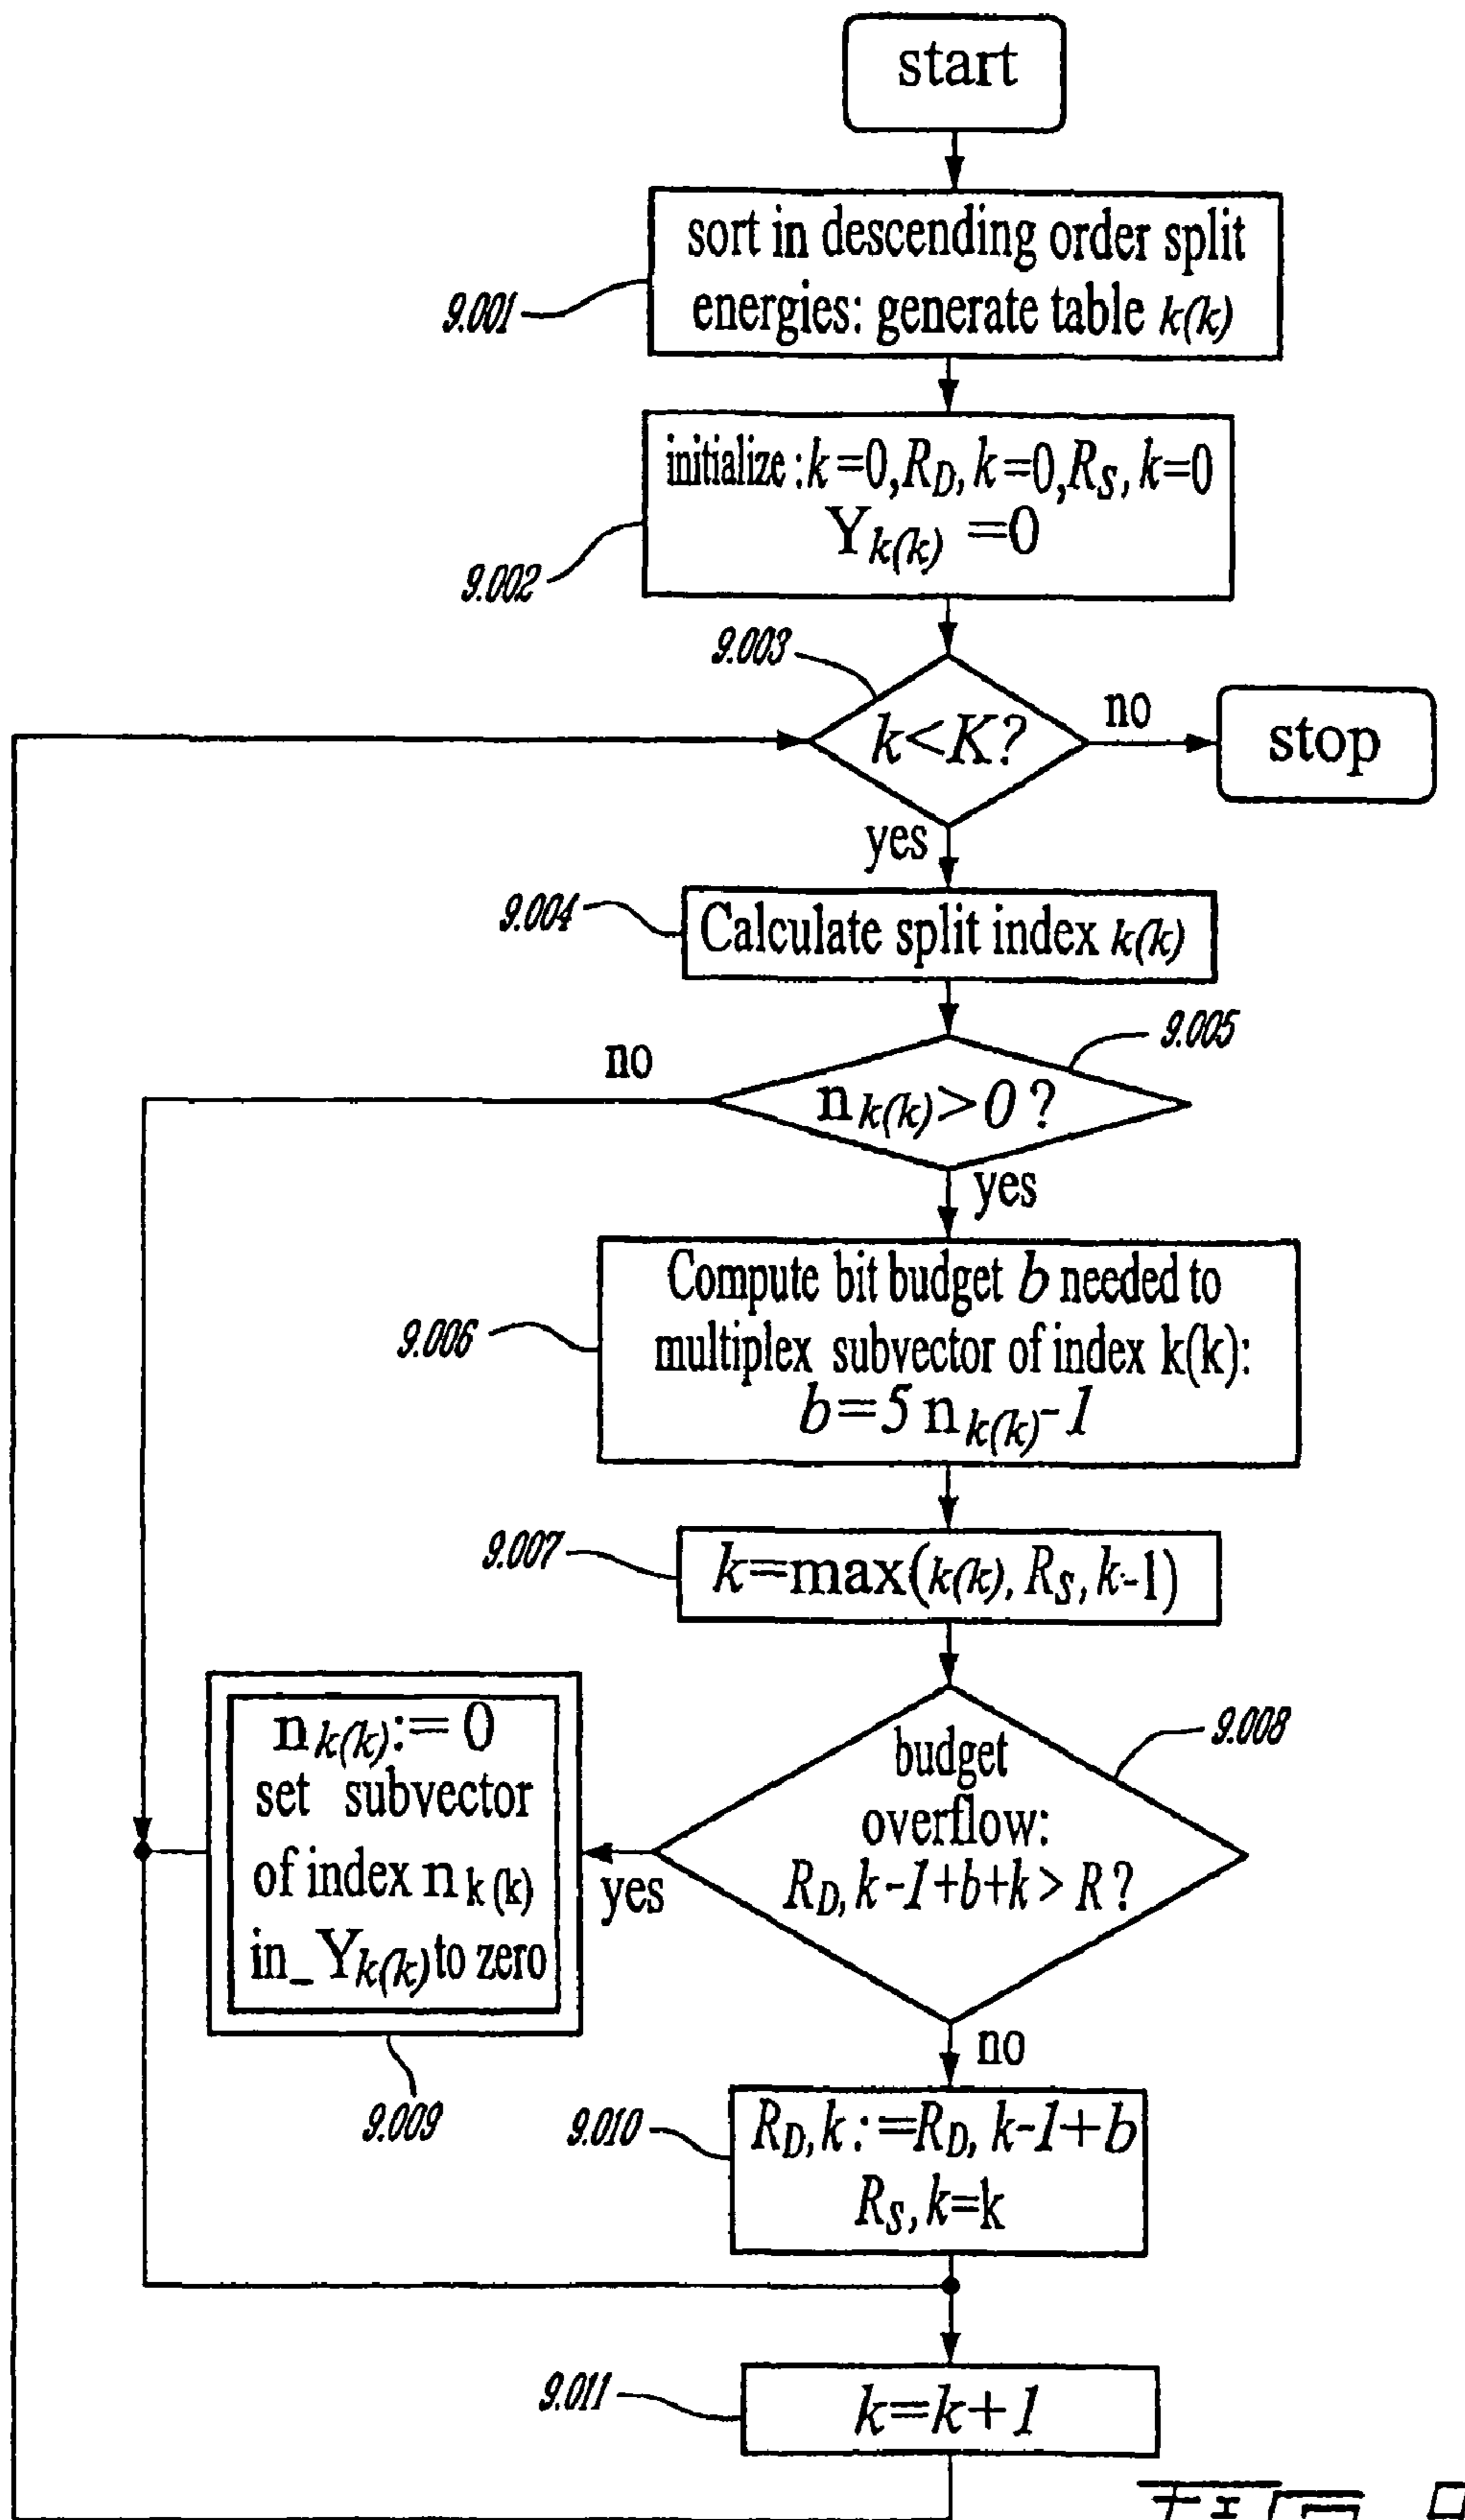 start
sort in descending order split
energies: generate table k(k)
9.001
initialize :k =0,R_D, k=0,R_S, k=0
Y_k(k) =0
9.002
9.003
k<K?
no
stop
yes
9.004
Calculate split index k(k)
9.005
no
n_k(k)>0 ?
yes
Compute bit budget b needed to
multiplex subvector of index k(k):
b=5 n_k(k)-1
9.006
9.007
k=max(k(k), R_S, k-1)
9.008
n_k(k):= 0
set subvector
of index n_k(k)
in_Y_k(k) to zero
budget
overflow:
R_D, k-1+b+k > R?
yes
no
9.009
9.010
R_D, k :=R_D, k-1+b
R_S, k=k
9.011
k=k+1